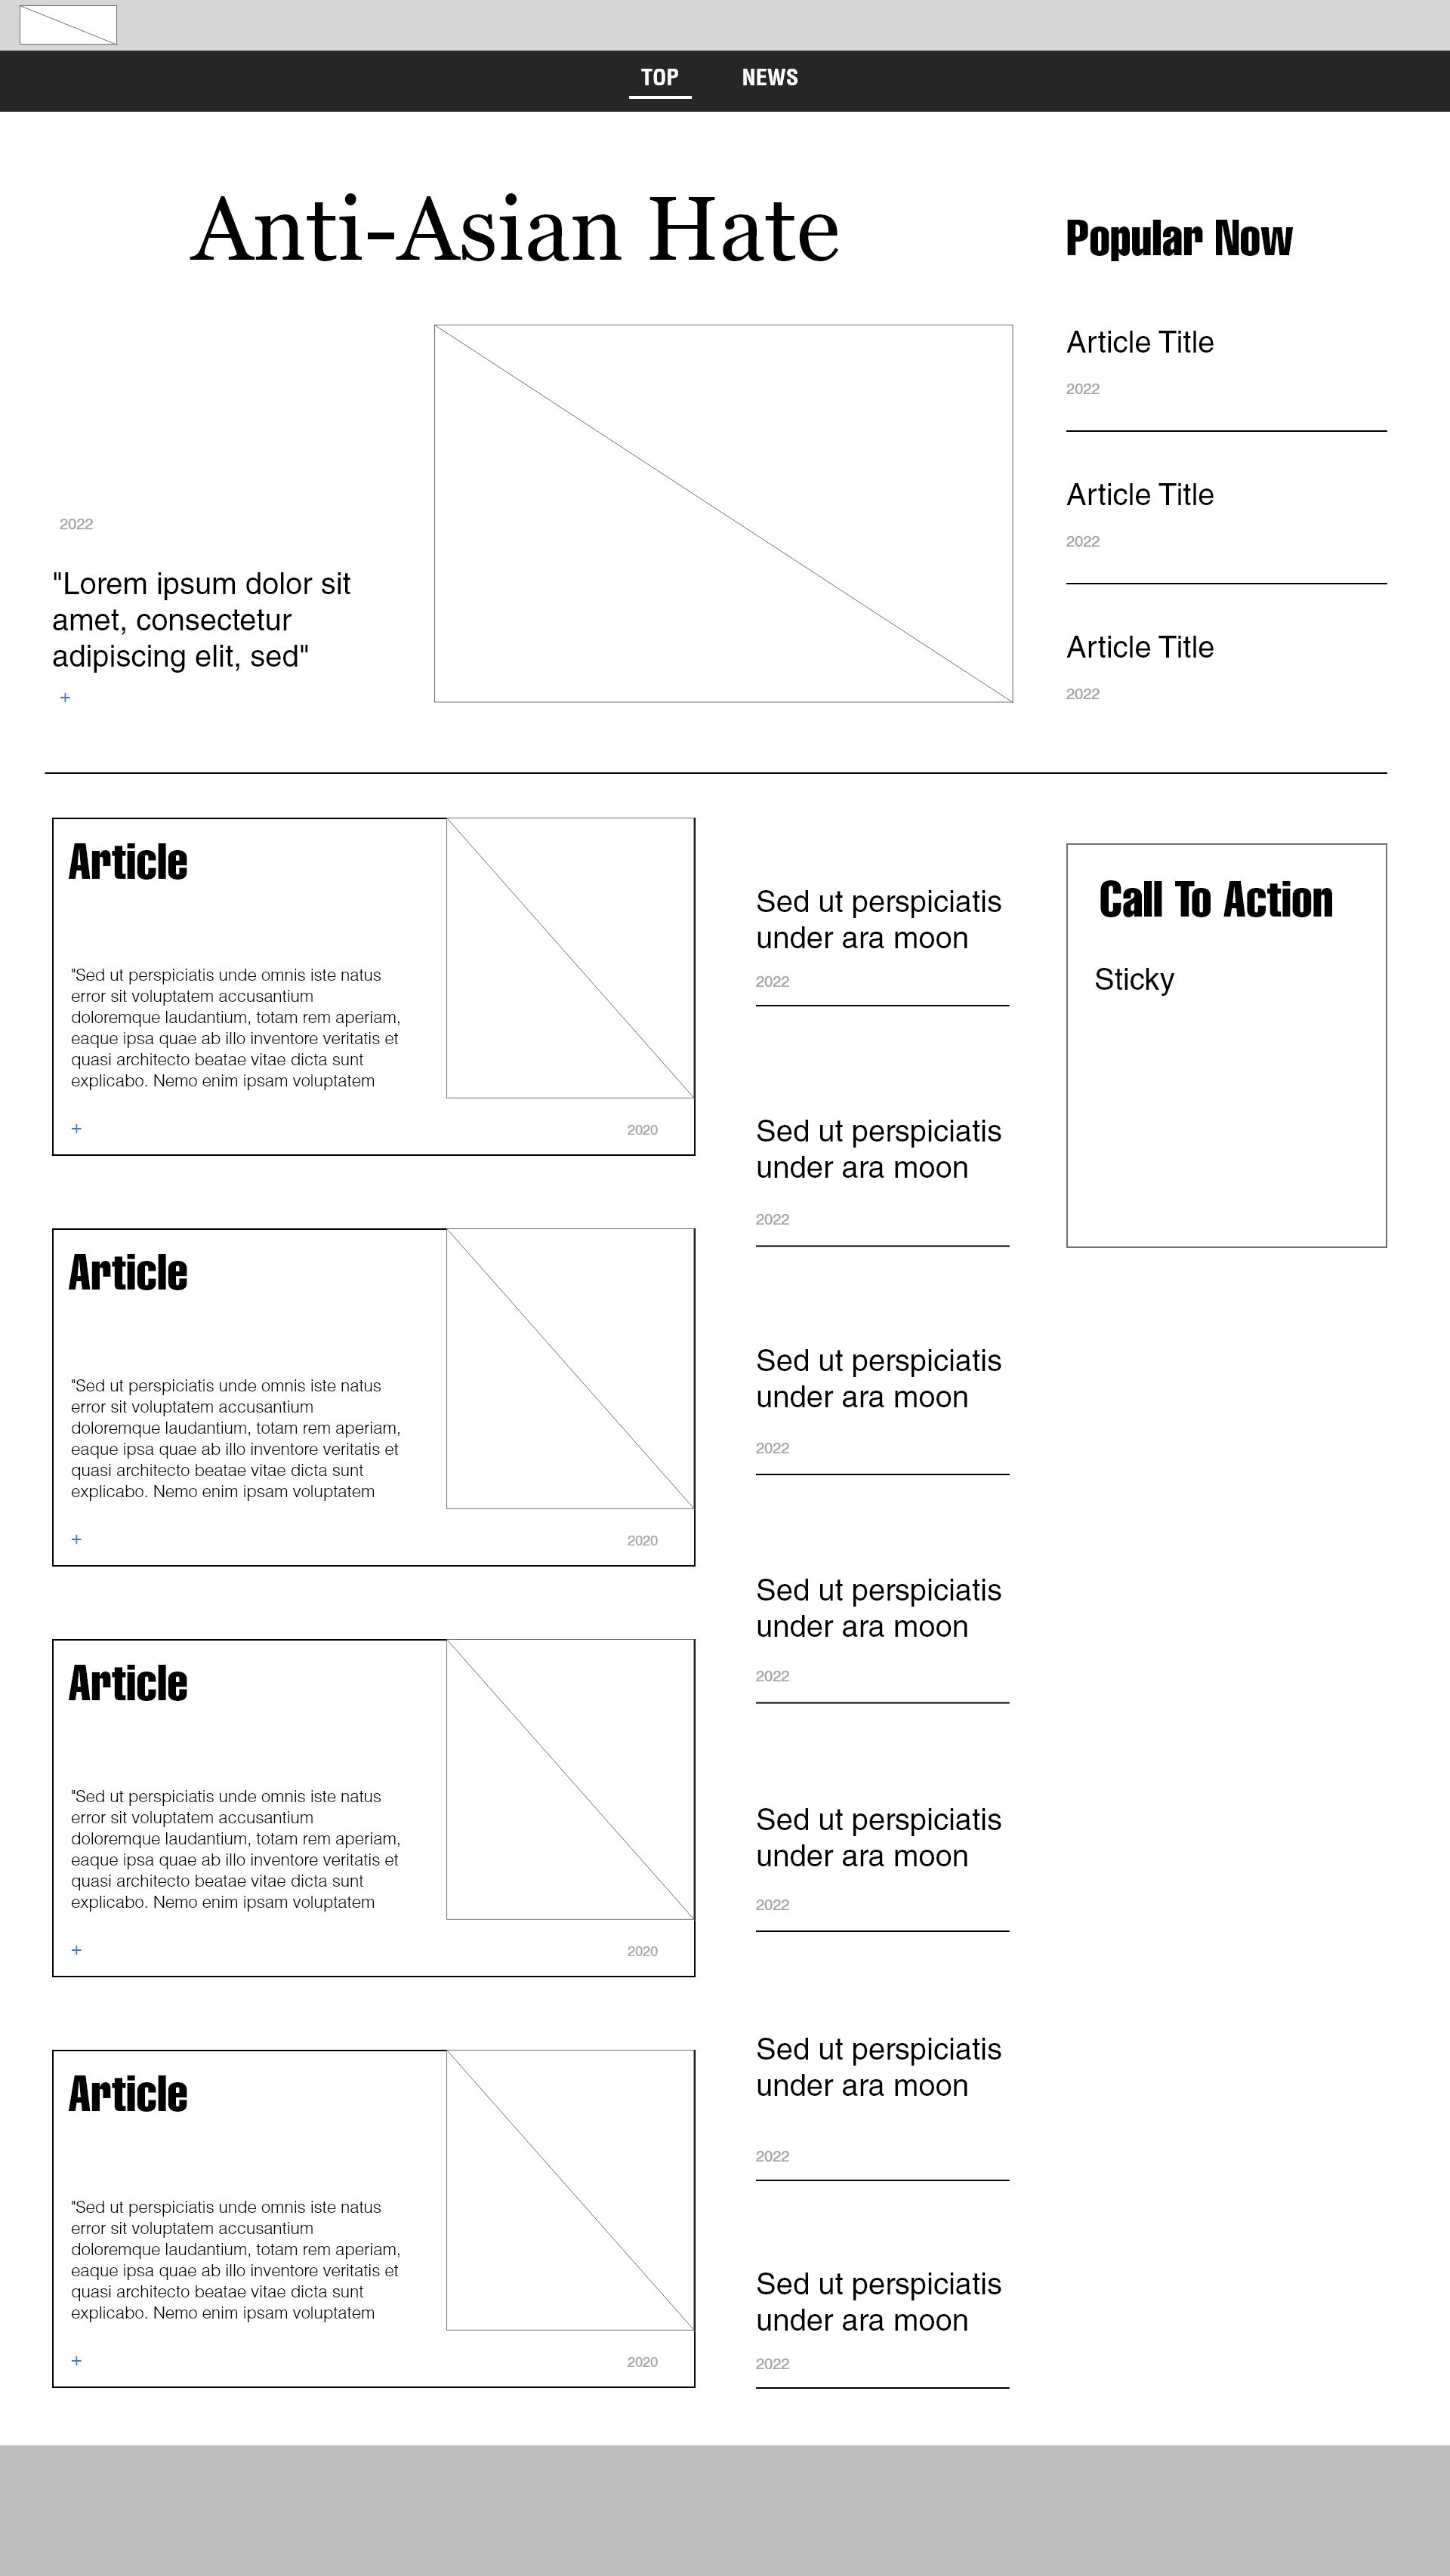 TOP
NEWS
Anti-Asian Hate
2022
"Lorem ipsum dolor sit
amet, consectetur
adipiscing elit, sed"
+
Popular Now
Article Title
2022
Article Title
2022
Article Title
2022
Article
"Sed ut perspiciatis unde omnis iste natus
error sit voluptatem accusantium
doloremque laudantium, totam rem aperiam,
eaque ipsa quae ab illo inventore veritatis et
quasi architecto beatae vitae dicta sunt
explicabo. Nemo enim ipsam voluptatem
+
2020
Article
"Sed ut perspiciatis unde omnis iste natus
error sit voluptatem accusantium
doloremque laudantium, totam rem aperiam,
eaque ipsa quae ab illo inventore veritatis et
quasi architecto beatae vitae dicta sunt
explicabo. Nemo enim ipsam voluptatem
+
2020
Article
"Sed ut perspiciatis unde omnis iste natus
error sit voluptatem accusantium
doloremque laudantium, totam rem aperiam,
eaque ipsa quae ab illo inventore veritatis et
quasi architecto beatae vitae dicta sunt
explicabo. Nemo enim ipsam voluptatem
+
2020
Article
"Sed ut perspiciatis unde omnis iste natus
error sit voluptatem accusantium
doloremque laudantium, totam rem aperiam,
eaque ipsa quae ab illo inventore veritatis et
quasi architecto beatae vitae dicta sunt
explicabo. Nemo enim ipsam voluptatem
+
2020
Sed ut perspiciatis
under ara moon
2022
Sed ut perspiciatis
under ara moon
2022
Sed ut perspiciatis
under ara moon
2022
Sed ut perspiciatis
under ara moon
2022
Sed ut perspiciatis
under ara moon
2022
Sed ut perspiciatis
under ara moon
2022
Sed ut perspiciatis
under ara moon
2022
Call To Action
Sticky